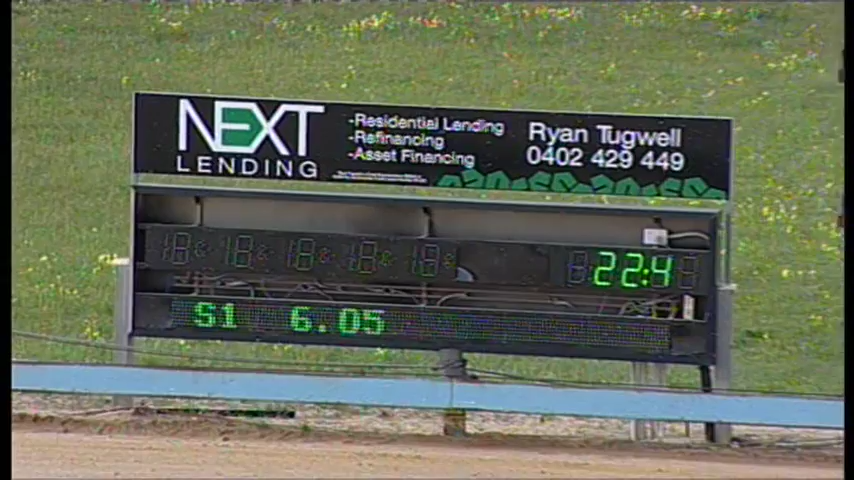 NEXT
LENDING
-Residential Lending
-Refinancing
-Asset Financing
Ryan Tugwell
0402 429 449
22:4
S1 6.05